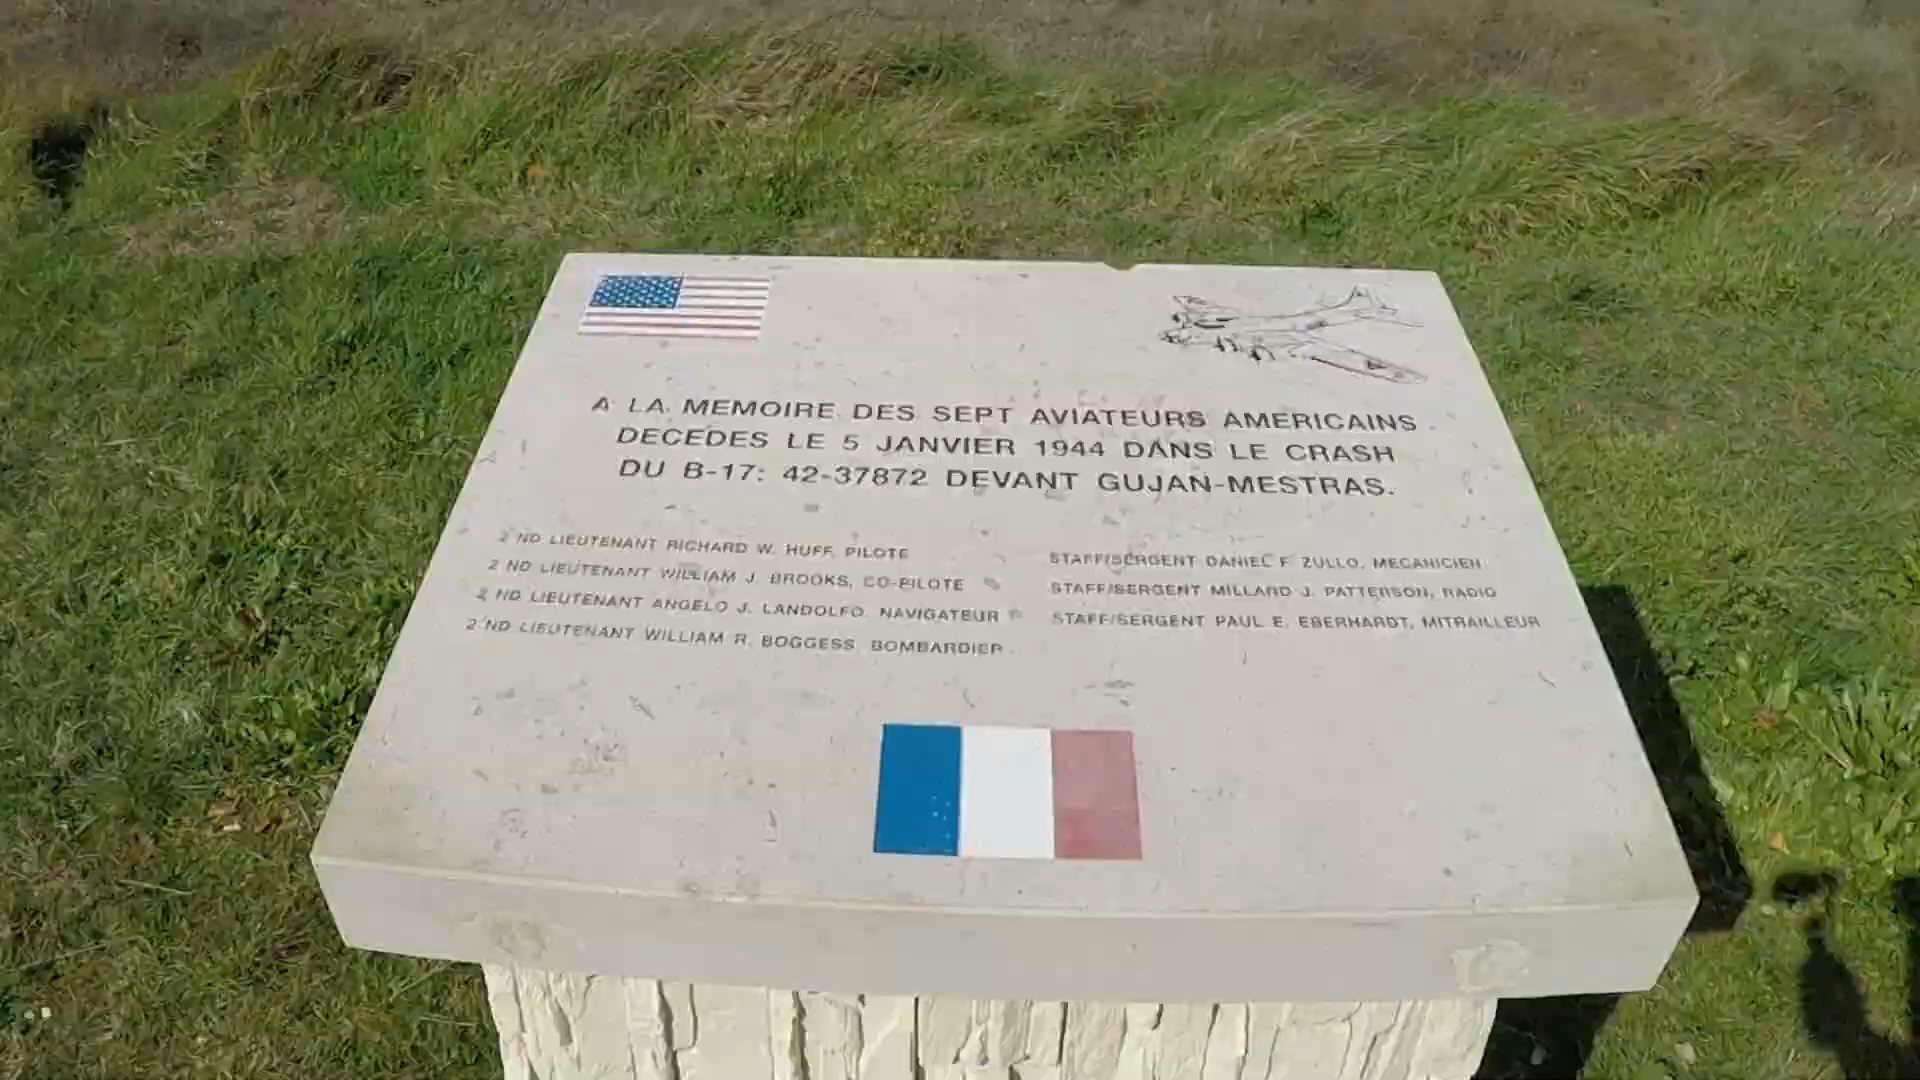 A LA MEMOIRE DES SEPT AVIATEURS AMERICAINS
DECEDES LE 5 JANVIER 1944 DANS LE CRASH
DU B-17: 42-37872 DEVANT GUJAN-MESTRAS.
2 ND LIEUTENANT RICHARD W. HUFF, PILOTE
2 ND LIEUTENANT WILLIAM J. BROOKS, CO-PILOTE
2 ND LIEUTENANT ANGELO J. LANDOLFO, NAVIGATEUR
2 ND LIEUTENANT WILLIAM R. BOGGESS BOMBARDIER
STAFF/SERGENT DANIEL F ZULLO, MECANICIEN
STAFF/SERGENT MILLARD J. PATTERSON, RADIO
STAFF/SERGENT PAUL E. EBERHARDT, MITRAILLEUR